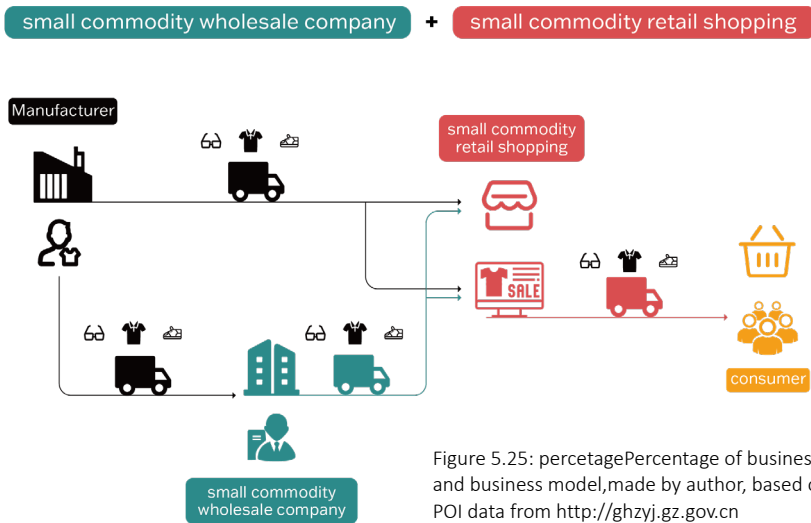 small commodity wholesale company + small commodity retail shopping
Manufacturer
small commodity
retail shopping
SALE
consumer
small commodity
wholesale company
Figure 5.25: percetagePercentage of busines
and business model,made by author, based o
POI data from http://ghzyj.gz.gov.cn